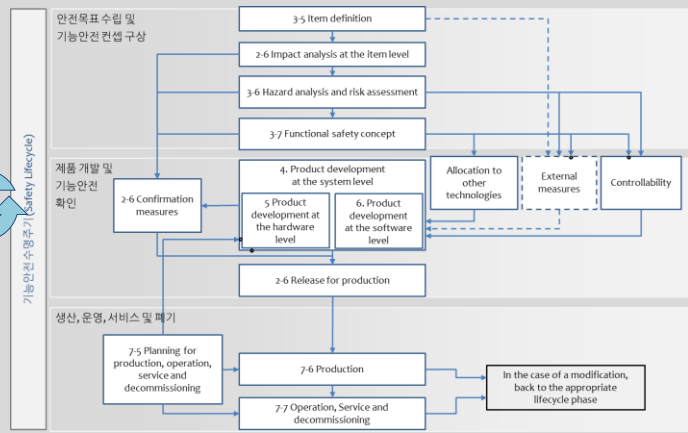 안전목표 수립 및
기능안전 컨셉 구상
3-5 Item definition
2-6 Impact analysis at the item level
3-6 Hazard analysis and risk assessment
3-7 Functional safety concept
기능안전 수명주기(Safety Lifecycle)
제품 개발 및
기능안전
확인
2-6 Confirmation
measures
4. Product development
at the system level
5 Product
development at
the hardware
level
6. Product
development
at the software
level
Allocation to
other
technologies
External
measures
Controllability
2-6 Release for production
생산, 운영, 서비스 및 폐기
7-5 Planning for
production, operation,
service and
decommissioning
7-6 Production
7-7 Operation, Service and
decommissioning
In the case of a modification,
back to the appropriate
lifecycle phase